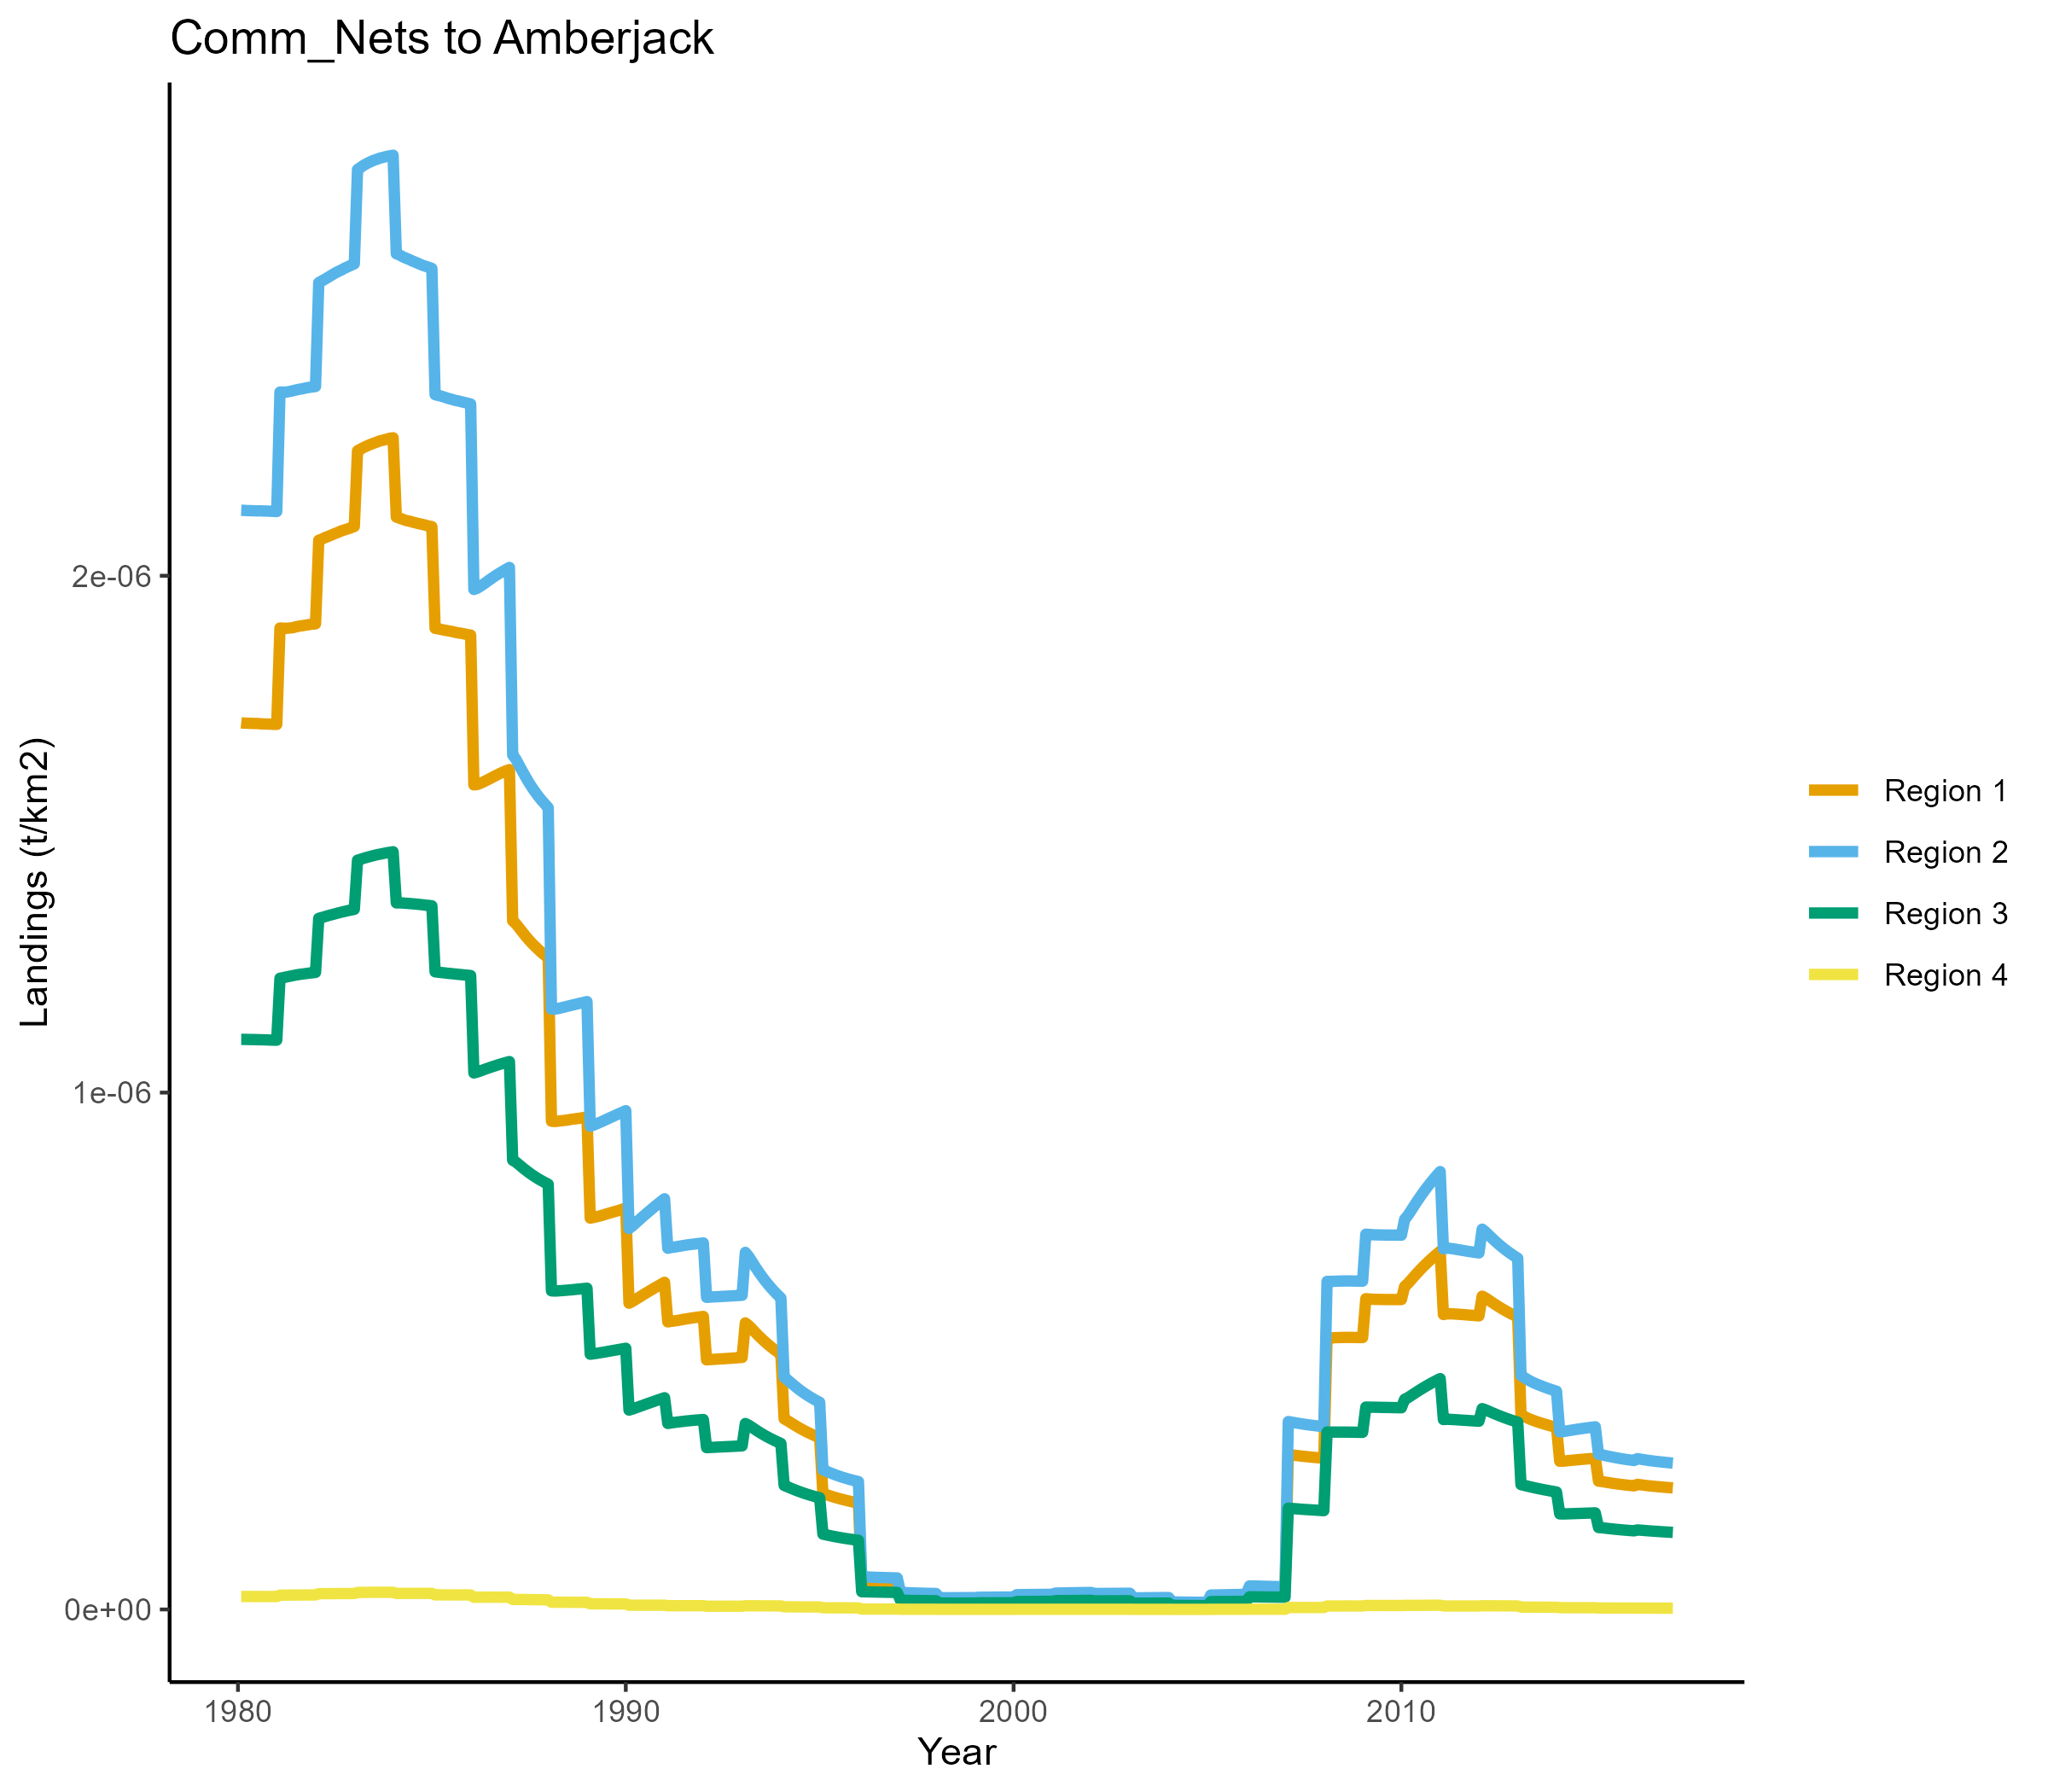 Comm_Nets to Amberjack
Landings (t/km2)
2e-06
1e-06
0e+00
1980 1990 2000 2010
Year
Region 1
Region 2
Region 3
Region 4